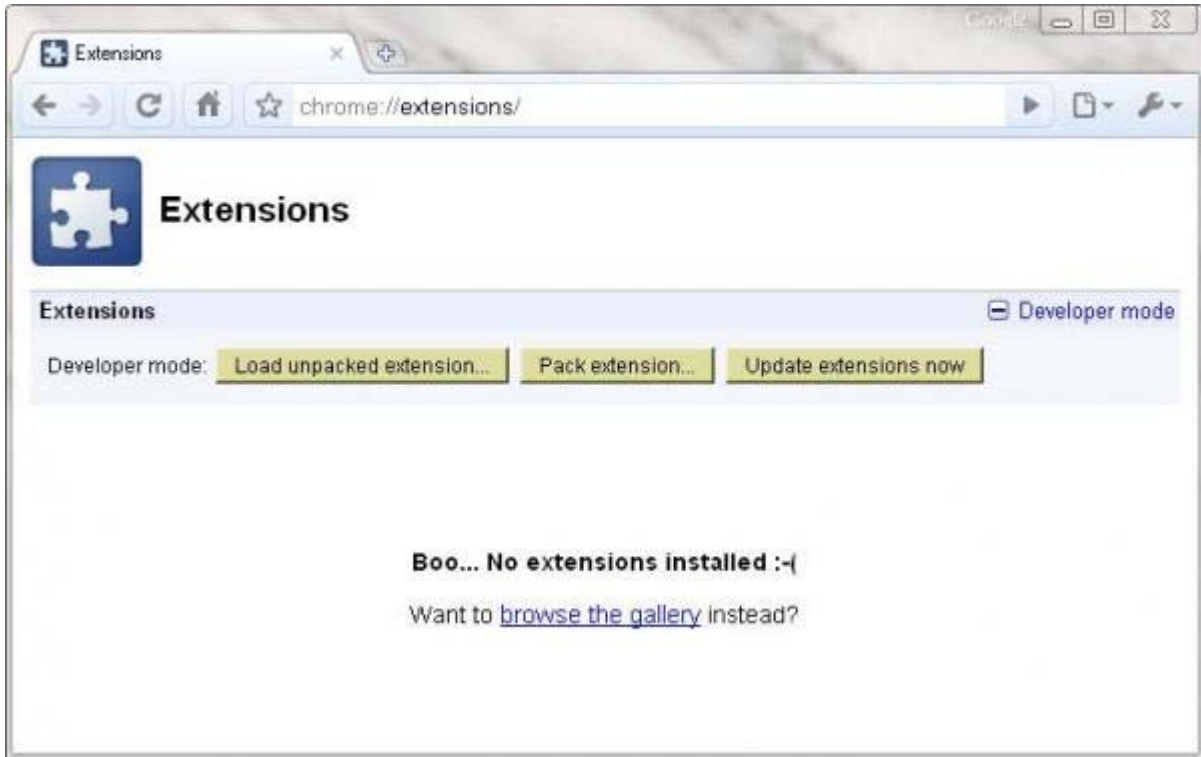 Google
Extensions
chrome://extensions/
Extensions
Extensions Developer mode
Developer mode: Load unpacked extension... Pack extension... Update extensions now
Boo... No extensions installed :-(
Want to browse the gallery instead?